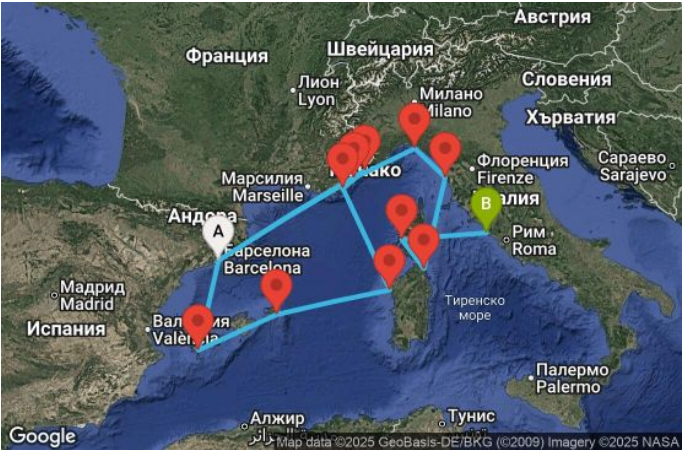 Австрия
Франция
Швейцария
Словения
Лион
Lyon
Милано
Milano
Хърватия
Флоренция
Firenze
Сараево
Sarajevo
Марсилия
Marseille
Андора
A
B
Рим
Roma
Барселона
Barcelona
Мадрид
Madrid
Тиренско
море
València
Испания
Палермо
Palermo
Алжир
Тунис
Google
Map data ©2025 GeoBasis-DE/BKG (©2009) Imagery ©2025 NASA